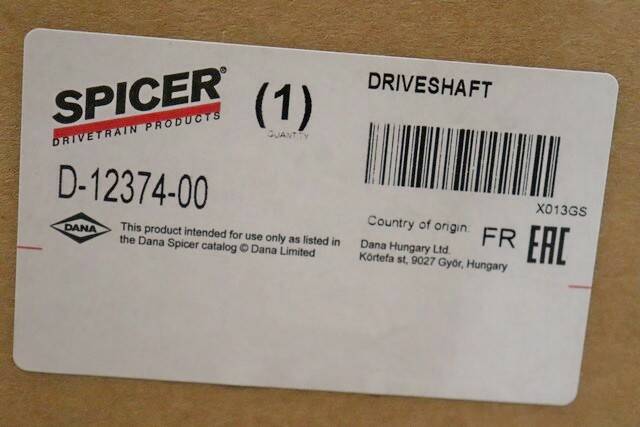 SPICER®
DRIVETRAIN PRODUCTS
(1)
QUANTITY
DRIVESHAFT
D-12374-00
X013GS
DANA
This product intended for use only as listed in
the Dana Spicer catalog © Dana Limited
Country of origin: FR
EAC
Dana Hungary Ltd.
Körtefa st, 9027 Györ, Hungary